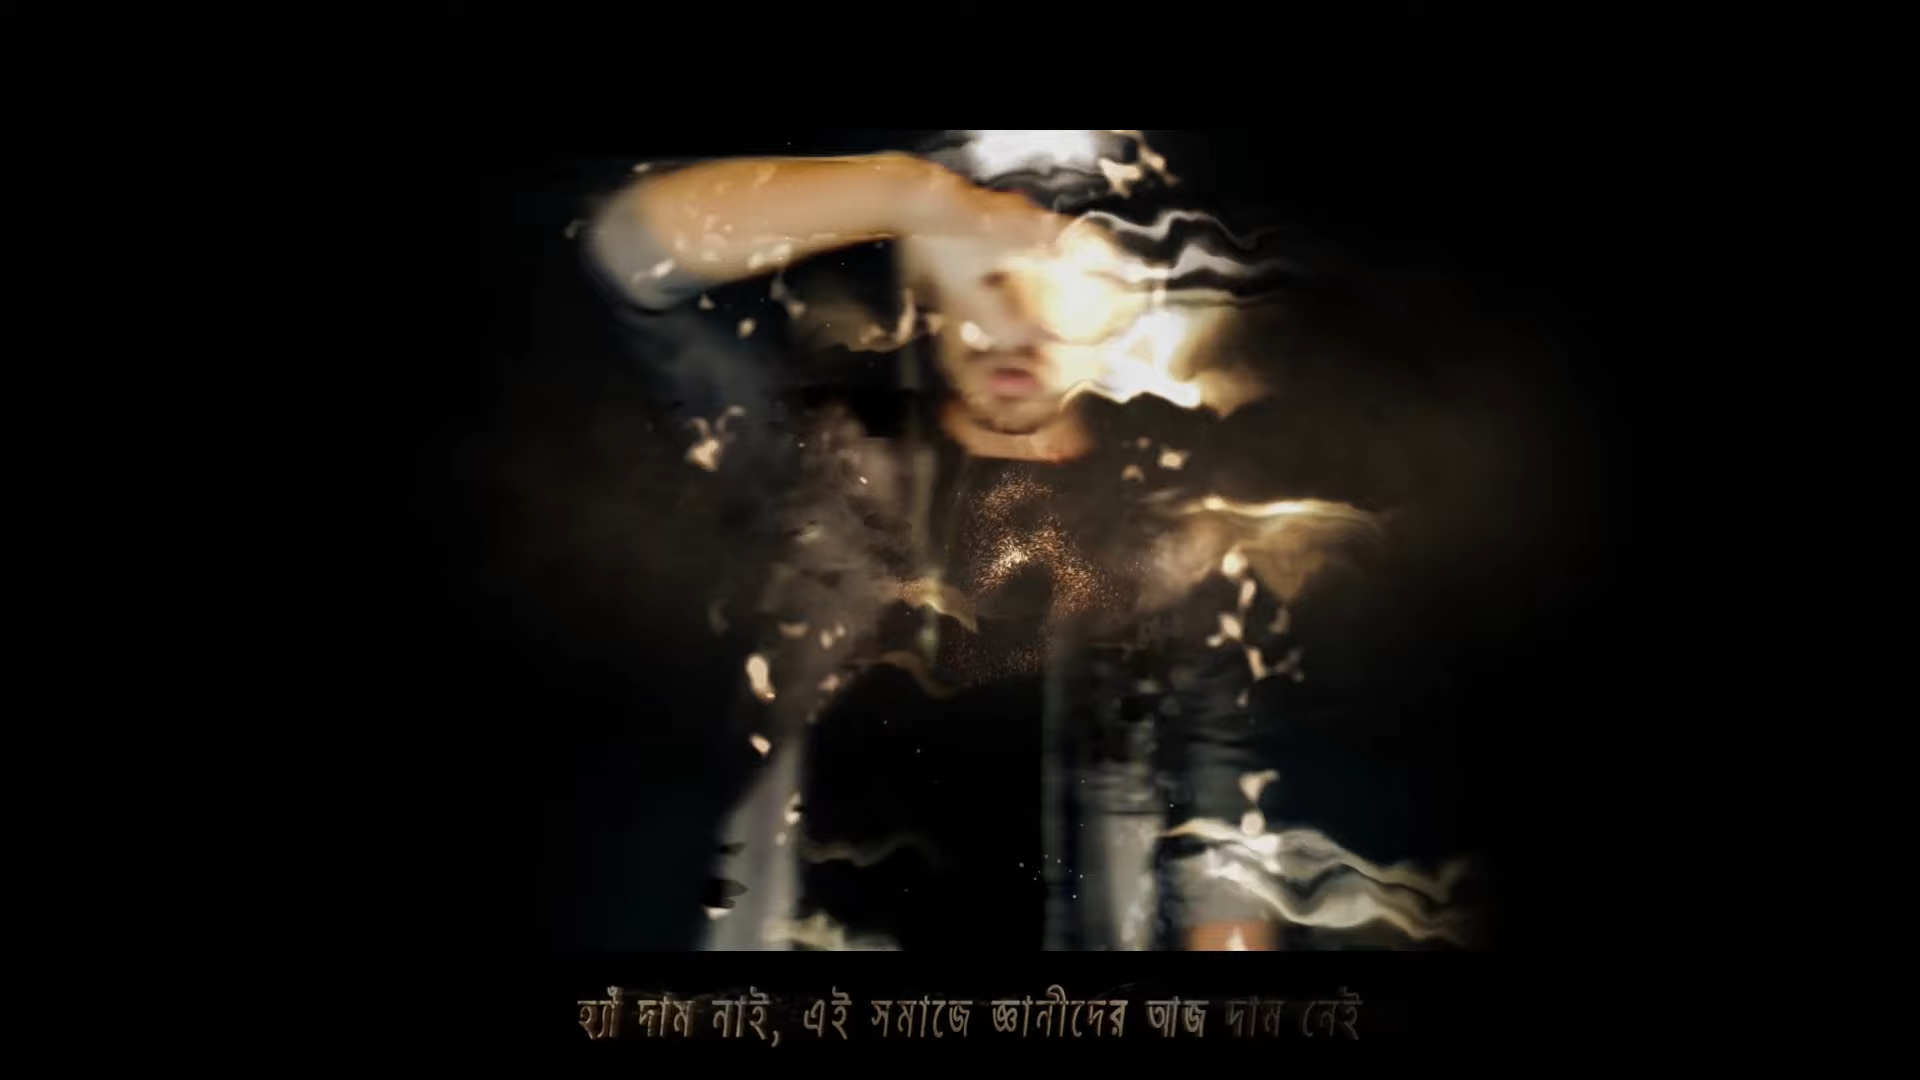 হ্যাঁ দাম নাই, এই সমাজে জ্ঞানীদের আজ দাম নেই